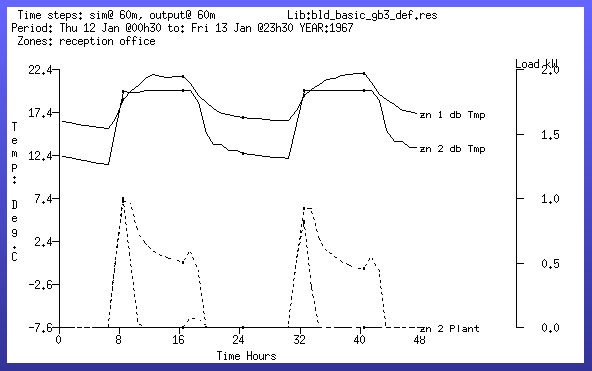 Time steps: sim@ 60m, output@ 60m Lib:bld_basic_gb3_def.res
Period: Thu 12 Jan @00h30 to: Fri 13 Jan @23h30 YEAR:1967
Zones: reception office
Load kW
22.4
17.4
12.4
7.4
2.4
-2.6
-7.6
Temp: Deg.C
2.0
1.5
1.0
0.5
0.0
zn 1 db Tmp
zn 2 db Tmp
zn 2 Plant
0 8 16 24 32 40 48
Time Hours